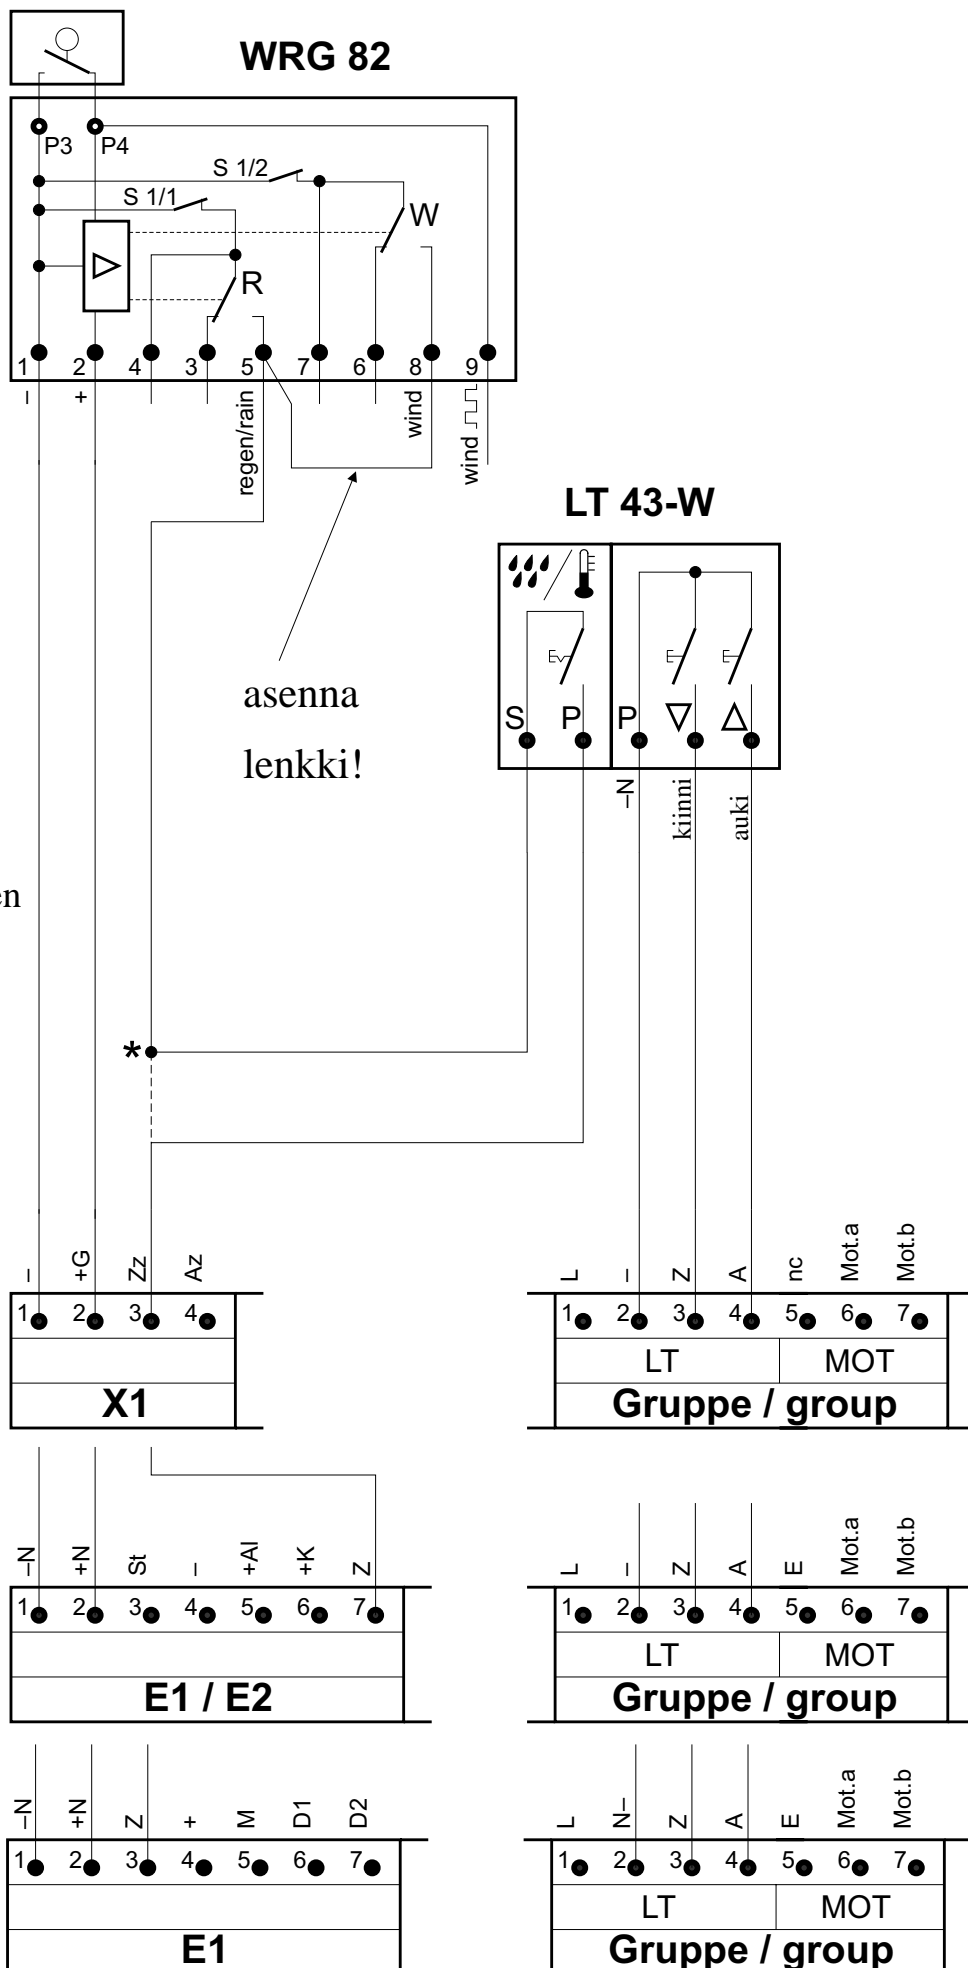 WRG 82
P3 P4
S 1/2
S 1/1
W
R
1 2 4 3 5 7 6 8 9
– +
regen/rain
wind
wind
LT 43-W
asenna
lenkki!
S P P
–N
kiinni
auki
en
*
– +G Zz Az
1 2 3 4
X1
L – Z A nc Mot.a Mot.b
1 2 3 4 5 6 7
LT MOT
Gruppe / group
–N +N St – +Al +K Z
1 2 3 4 5 6 7
E1 / E2
L – Z A E Mot.a Mot.b
1 2 3 4 5 6 7
LT MOT
Gruppe / group
–N +N Z + M D1 D2
1 2 3 4 5 6 7
E1
L N– Z A E Mot.a Mot.b
1 2 3 4 5 6 7
LT MOT
Gruppe / group